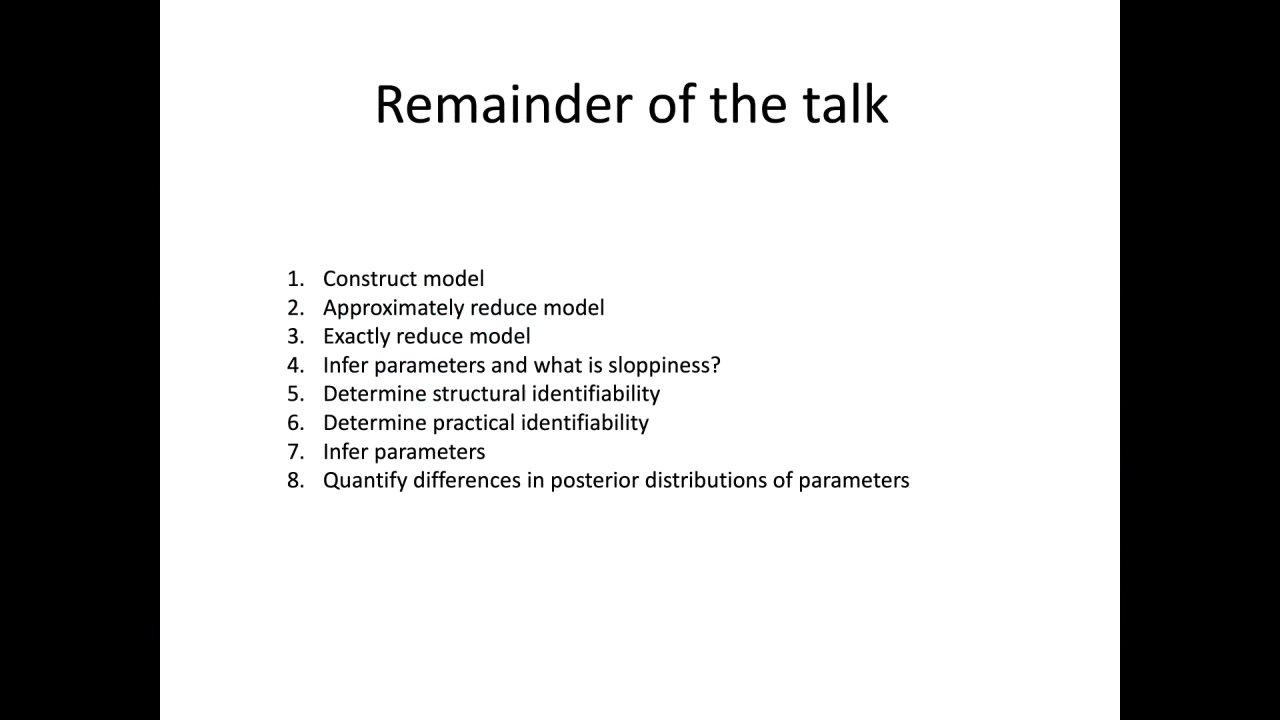 Remainder of the talk
1. Construct model
2. Approximately reduce model
3. Exactly reduce model
4. Infer parameters and what is sloppiness?
5. Determine structural identifiability
6. Determine practical identifiability
7. Infer parameters
8. Quantify differences in posterior distributions of parameters